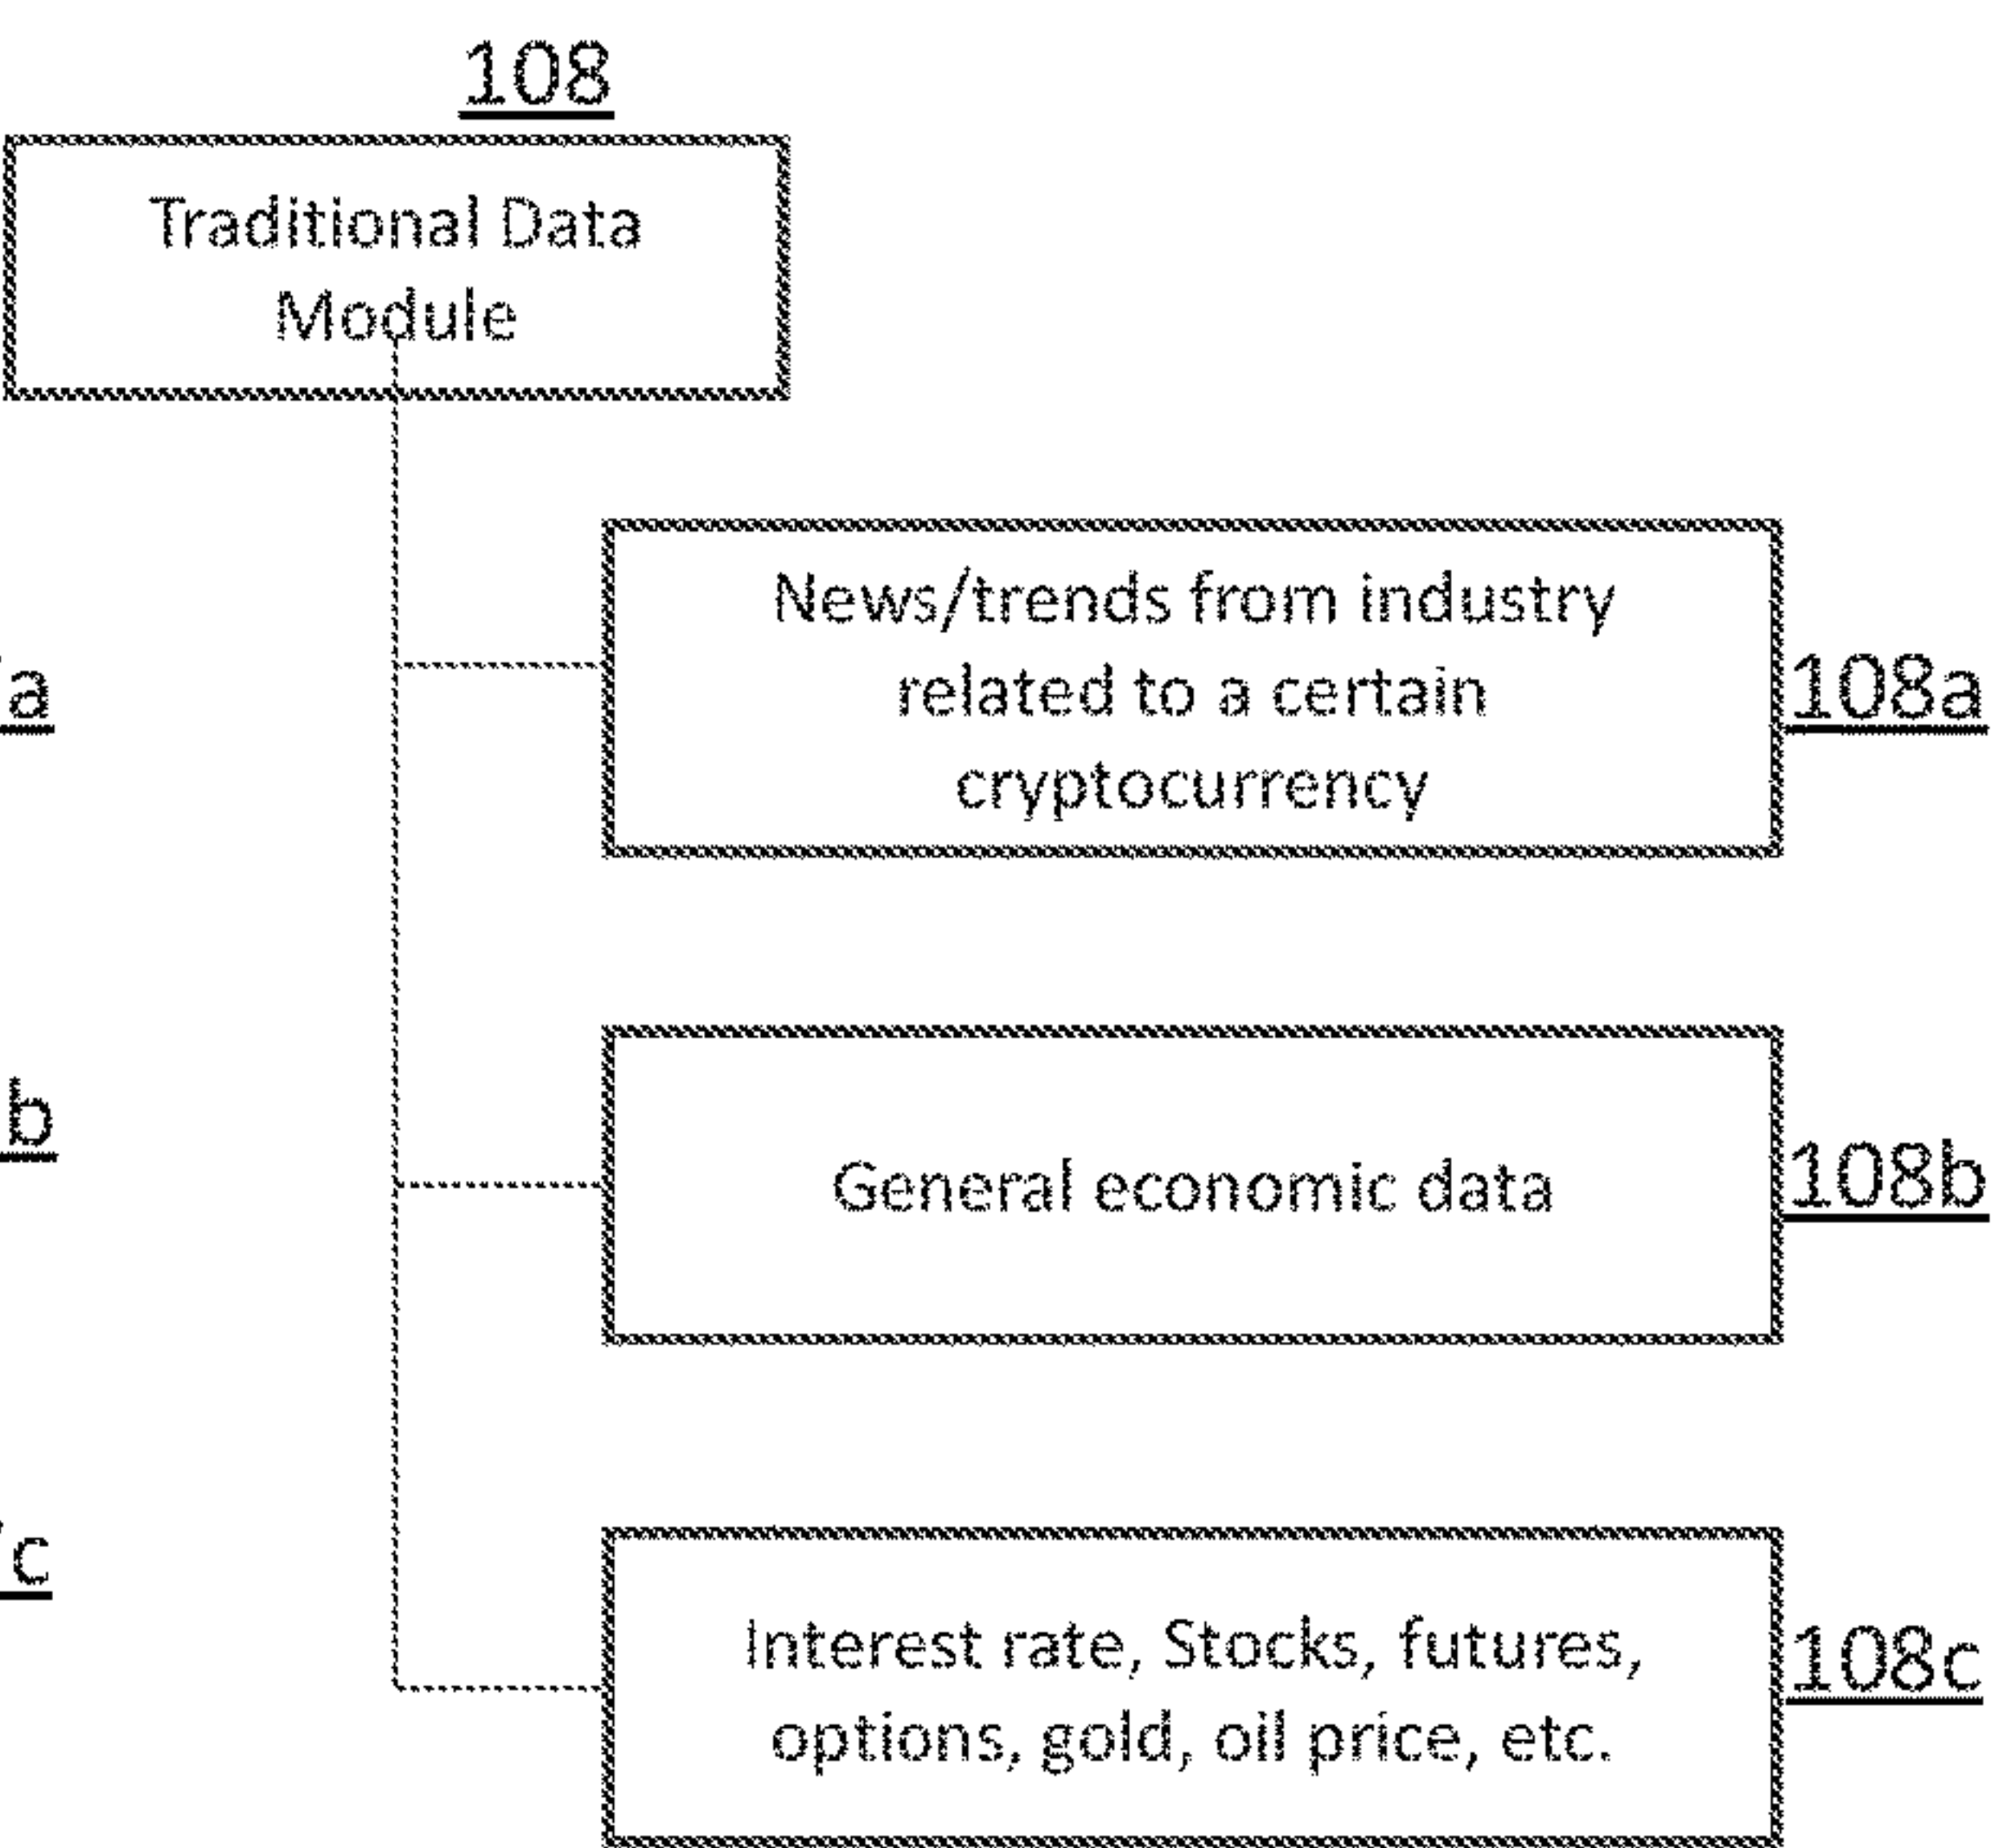 108
Traditional Data
Module
News/trends from industry
related to a certain
cryptocurrency
108a
a
General economic data
108b
b
Interest rate, Stocks, futures,
options, gold, oil price, etc.
108c
c